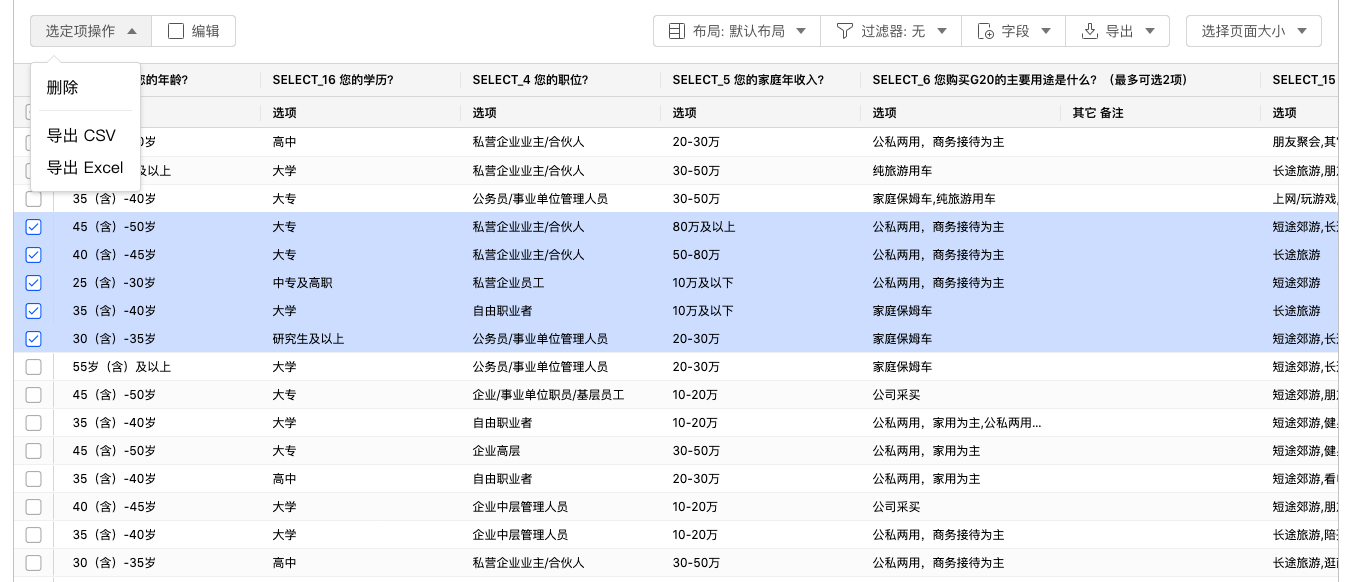 选定项操作 编辑 布局: 默认布局 过滤器: 无 字段 导出 选择页面大小
删除
导出 CSV
导出 Excel
您的年龄? SELECT_16 您的学历? SELECT_4 您的职位? SELECT_5 您的家庭年收入? SELECT_6 您购买G20的主要用途是什么? (最多可选2项) SELECT_15
选项 选项 选项 选项 其它 备注 选项
0岁 高中 私营企业业主/合伙人 20-30万 公私两用，商务接待为主 朋友聚会,其
及以上 大学 私营企业业主/合伙人 30-50万 纯旅游用车 长途旅游,朋
35（含）-40岁 大专 公务员/事业单位管理人员 30-50万 家庭保姆车,纯旅游用车 上网/玩游戏,
45（含）-50岁 大专 私营企业业主/合伙人 80万及以上 公私两用，商务接待为主 短途郊游,长
40（含）-45岁 大专 私营企业业主/合伙人 50-80万 公私两用，商务接待为主 长途旅游
25（含）-30岁 中专及高职 私营企业员工 10万及以下 公私两用，商务接待为主 短途郊游
35（含）-40岁 大学 自由职业者 10万及以下 家庭保姆车 长途旅游
30（含）-35岁 研究生及以上 公务员/事业单位管理人员 20-30万 家庭保姆车 短途郊游,长
55岁（含）及以上 大学 公务员/事业单位管理人员 20-30万 家庭保姆车 短途郊游,长
45（含）-50岁 大专 企业/事业单位职员/基层员工 10-20万 公司采买 短途郊游,朋
35（含）-40岁 大学 自由职业者 10-20万 公私两用，家用为主,公私两用... 短途郊游,健
45（含）-50岁 大专 企业高层 30-50万 公私两用，家用为主 短途郊游,健
35（含）-40岁 高中 自由职业者 20-30万 公私两用，家用为主 短途郊游,看
40（含）-45岁 大学 企业中层管理人员 10-20万 公司采买 短途郊游,朋
35（含）-40岁 大学 企业中层管理人员 10-20万 公私两用，商务接待为主 长途旅游,陪
30（含）-35岁 高中 私营企业业主/合伙人 30-50万 公私两用，商务接待为主 长途旅游,逛